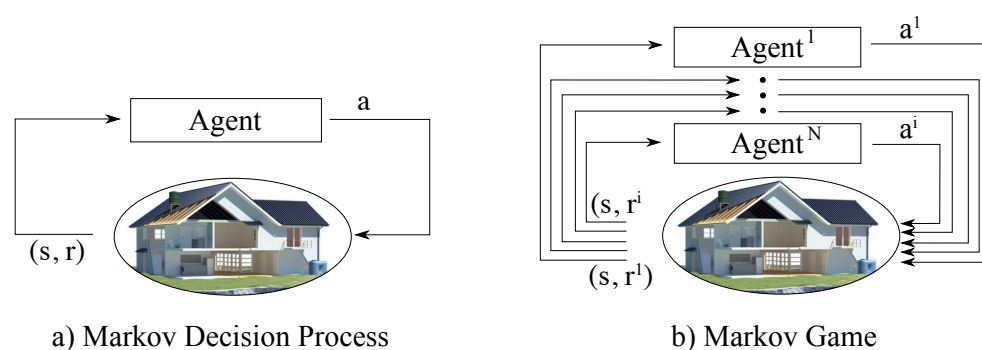 a
Agent
(s, r)
a) Markov Decision Process
Agent¹
a¹
Agentᴺ
aⁱ
(s, rⁱ
(s, r¹)
b) Markov Game